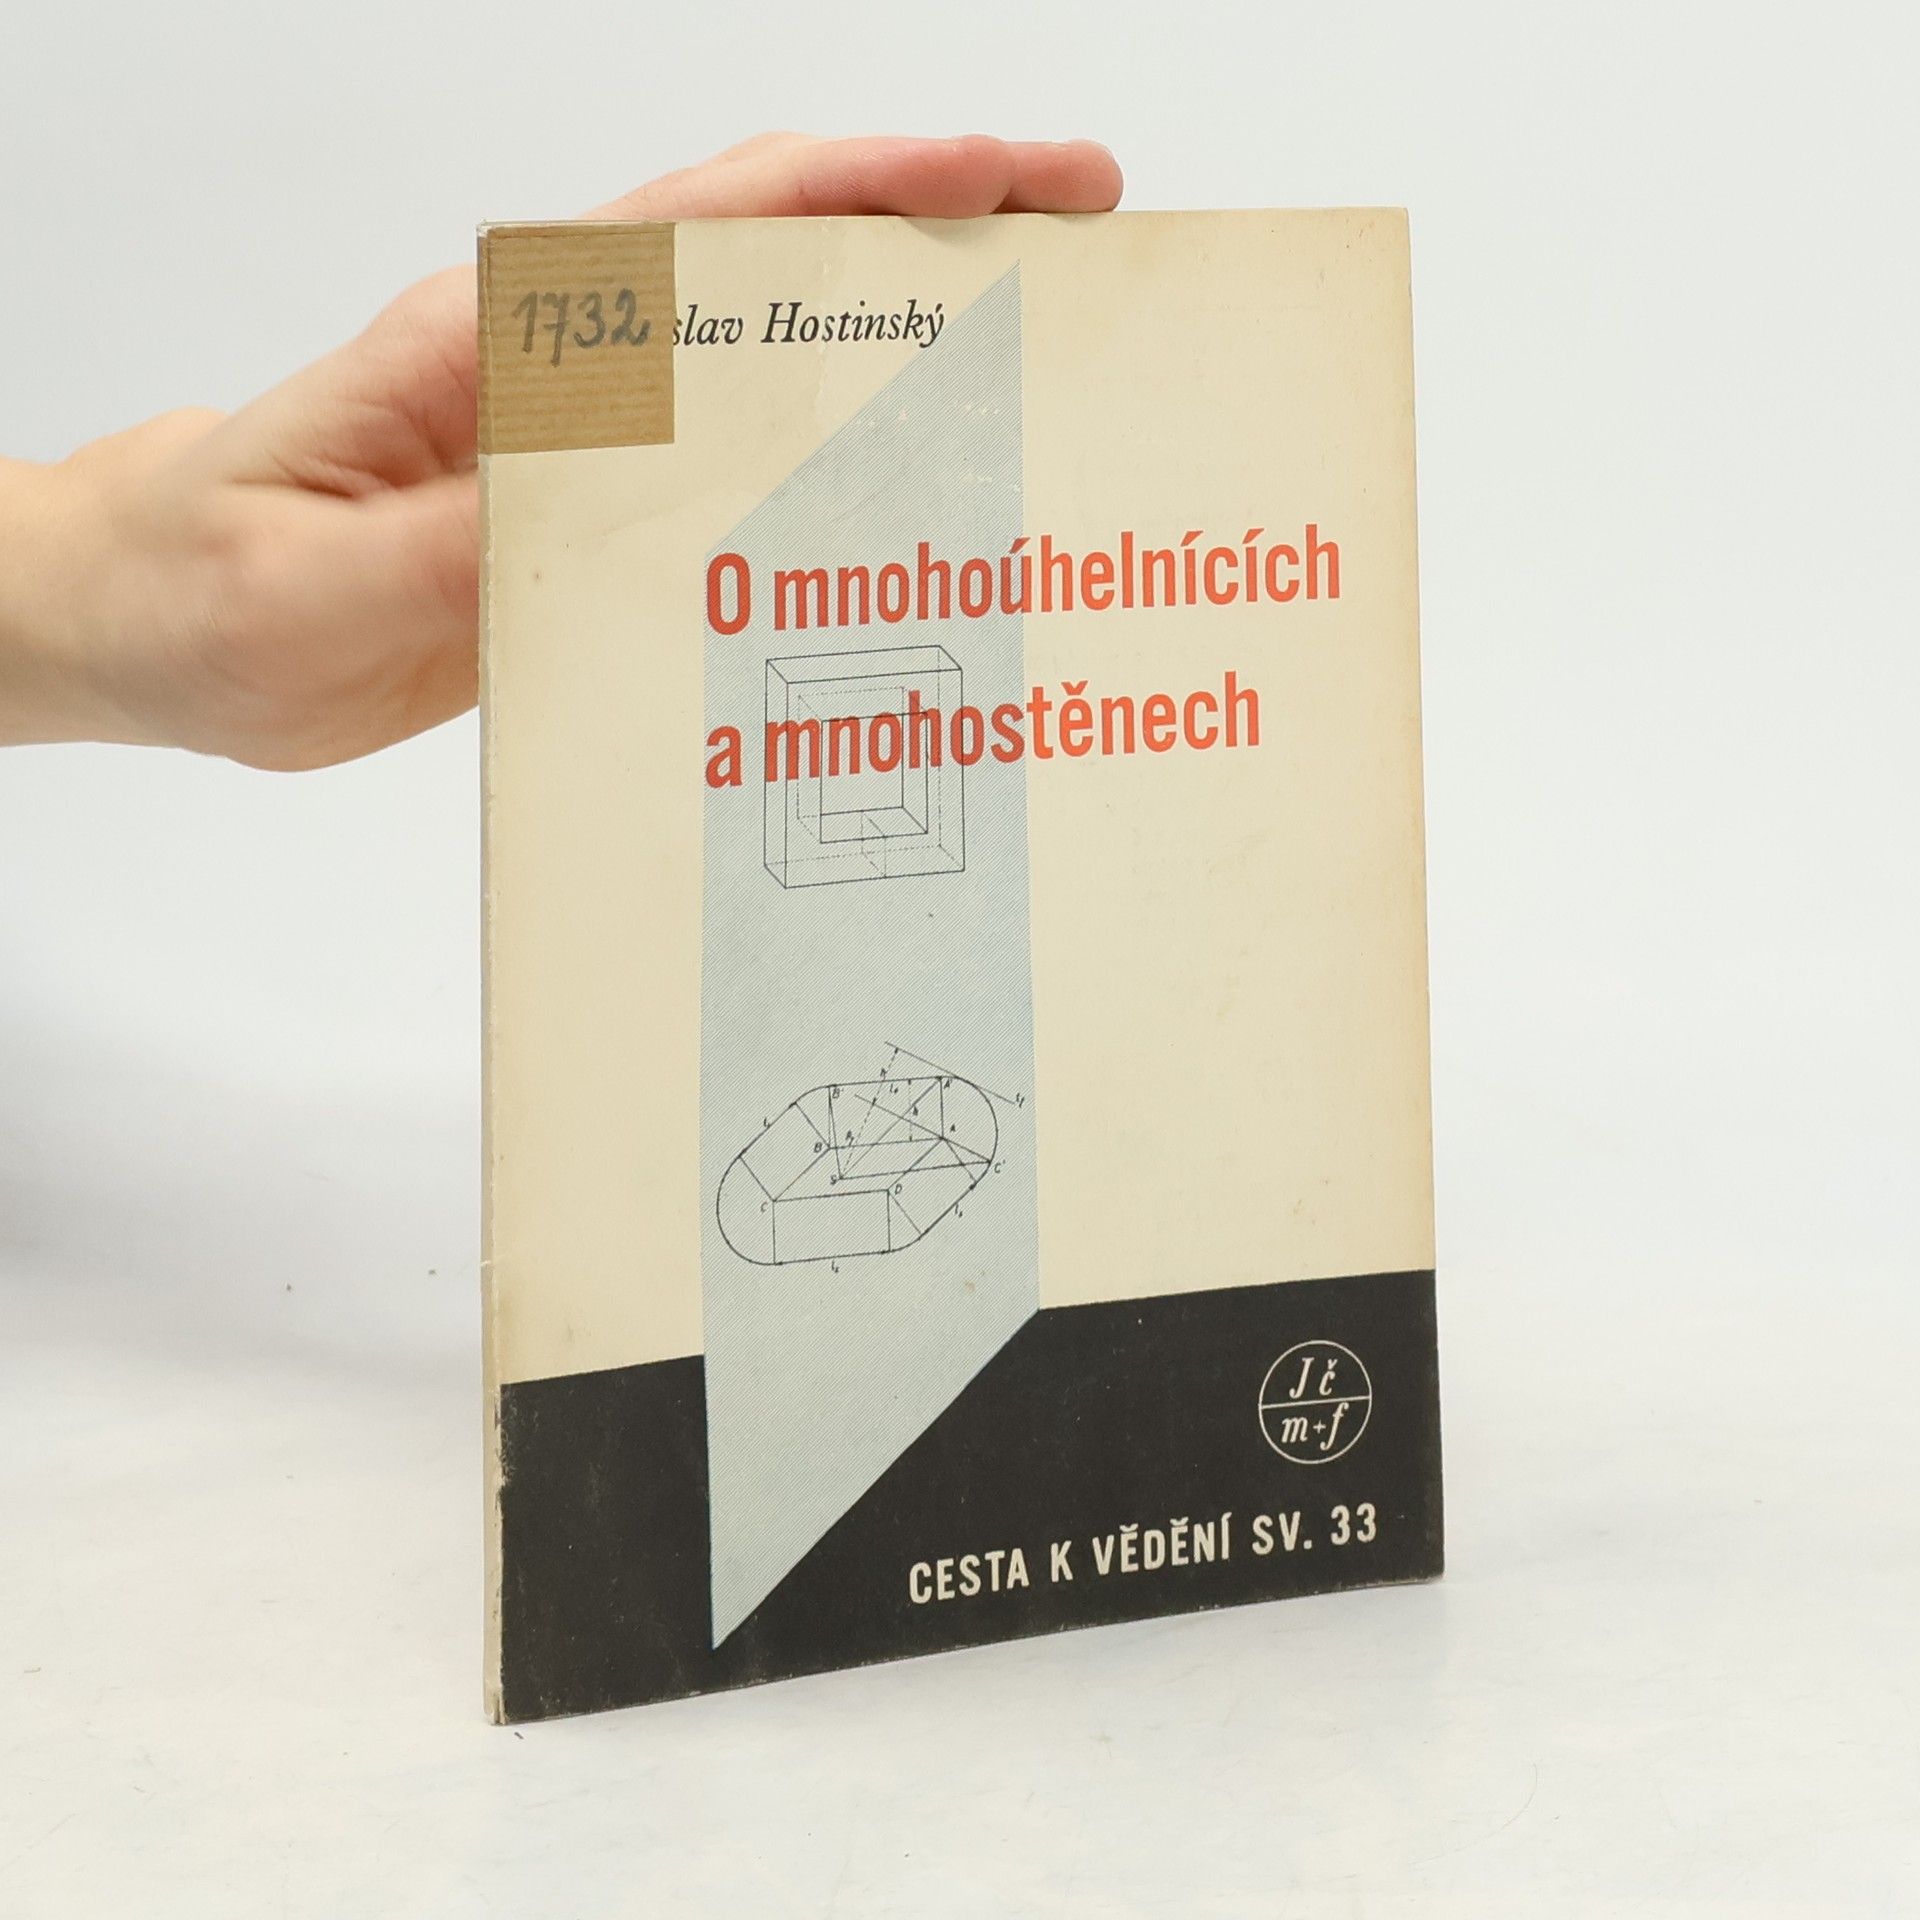 1732
slav Hostinský
O mnohoúhelnících
a mnohostěnech
B' A'
B A
S C'
C D
Jč
m+f
CESTA K VĚDĚNÍ SV. 33